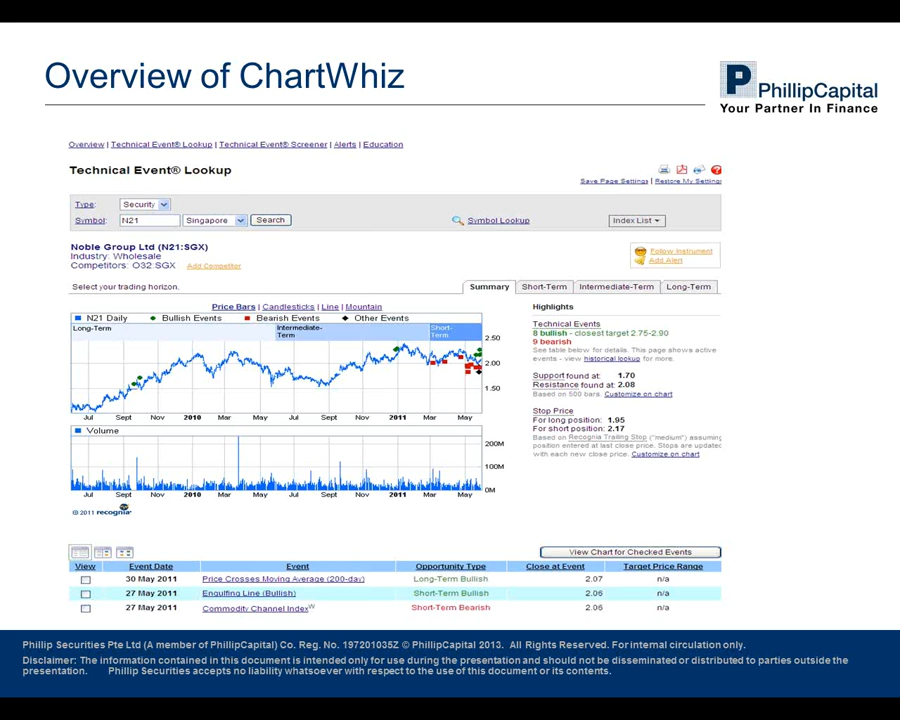 Overview of ChartWhiz
P PhillipCapital
Your Partner In Finance
Overview | Technical Event® Lookup | Technical Event® Screener | Alerts | Education
Technical Event® Lookup
Save Page Settings | Restore My Settings
Type: Security
Symbol: N21 Singapore Search Symbol Lookup Index List
Noble Group Ltd (N21:SGX)
Industry: Wholesale
Competitors: O32:SGX Add Competitor
Follow Instrument
Add Alert
Select your trading horizon.
Summary Short-Term Intermediate-Term Long-Term
Price Bars | Candlesticks | Line | Mountain
N21 Daily Bullish Events Bearish Events Other Events
Long-Term Intermediate-Term Short-Term
2.50
2.00
1.50
Jul Sept Nov 2010 Mar May Jul Sept Nov 2011 Mar May
Volume
200M
100M
0M
Jul Sept Nov 2010 Mar May Jul Sept Nov 2011 Mar May
© 2011 recognia
Highlights
Technical Events
8 bullish - closest target 2.75-2.90
9 bearish
See table below for details. This page shows active
events - view historical lookup for more.
Support found at: 1.70
Resistance found at: 2.08
Based on 500 bars. Customize on chart
Stop Price
For long position: 1.95
For short position: 2.17
Based on Recognia Trailing Stop ("medium") assuming
position entered at last close price. Stops are updated
with each new close price. Customize on chart
View Chart for Checked Events
View Event Date Event Opportunity Type Close at Event Target Price Range
30 May 2011 Price Crosses Moving Average (200-day) Long-Term Bullish 2.07 n/a
27 May 2011 Engulfing Line (Bullish) Short-Term Bullish 2.06 n/a
27 May 2011 Commodity Channel Index W Short-Term Bearish 2.06 n/a
Phillip Securities Pte Ltd (A member of PhillipCapital) Co. Reg. No. 197201035Z © PhillipCapital 2013. All Rights Reserved. For internal circulation only.
Disclaimer: The information contained in this document is intended only for use during the presentation and should not be disseminated or distributed to parties outside the
presentation. Phillip Securities accepts no liability whatsoever with respect to the use of this document or its contents.